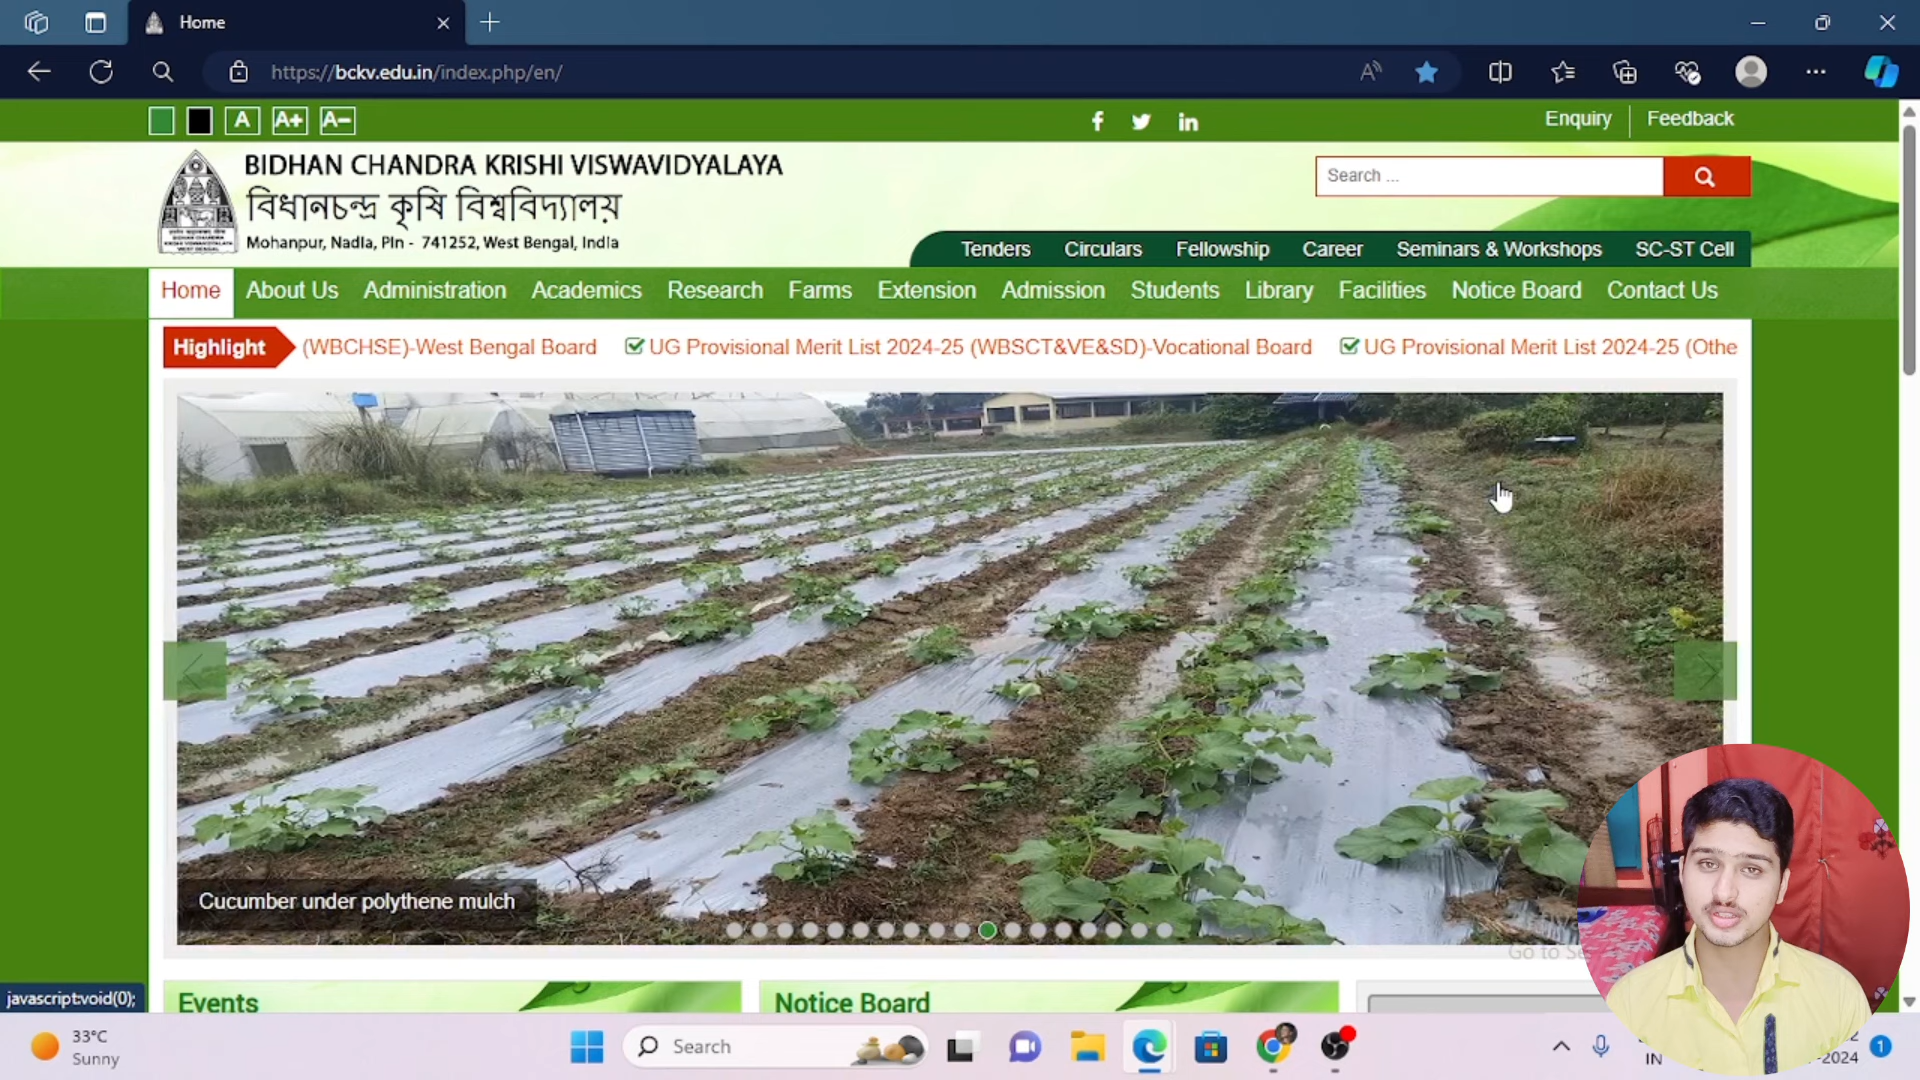 Home
https://bckv.edu.in/index.php/en/
A A+ A-
Enquiry Feedback
BIDHAN CHANDRA KRISHI VISWAVIDYALAYA
বিধানচন্দ্র কৃষি বিশ্ববিদ্যালয়
Mohanpur, Nadia, Pin - 741252, West Bengal, India
Search ...
Tenders Circulars Fellowship Career Seminars & Workshops SC-ST Cell
Home About Us Administration Academics Research Farms Extension Admission Students Library Facilities Notice Board Contact Us
Highlight (WBCHSE)-West Bengal Board UG Provisional Merit List 2024-25 (WBSCT&VE&SD)-Vocational Board UG Provisional Merit List 2024-25 (Othe
Cucumber under polythene mulch
Go to Se
javascript:void(0);
Events Notice Board
33°C
Sunny
Search
IN
-2024
1